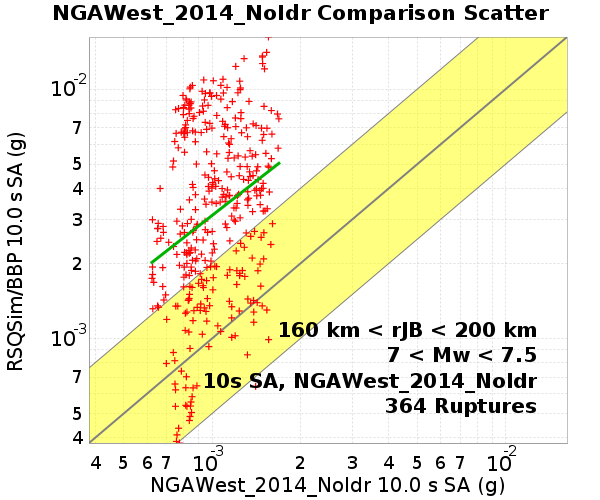 NGAWest_2014_NoIdr Comparison Scatter
RSQSim/BBP 10.0 s SA (g)
10-2
7
5
4
3
2
10-3
7
5
4
160 km < rJB < 200 km
7 < Mw < 7.5
10s SA, NGAWest_2014_NoIdr
364 Ruptures
4 5 6 7 10-3 2 3 4 5 6 7 10-2
NGAWest_2014_NoIdr 10.0 s SA (g)